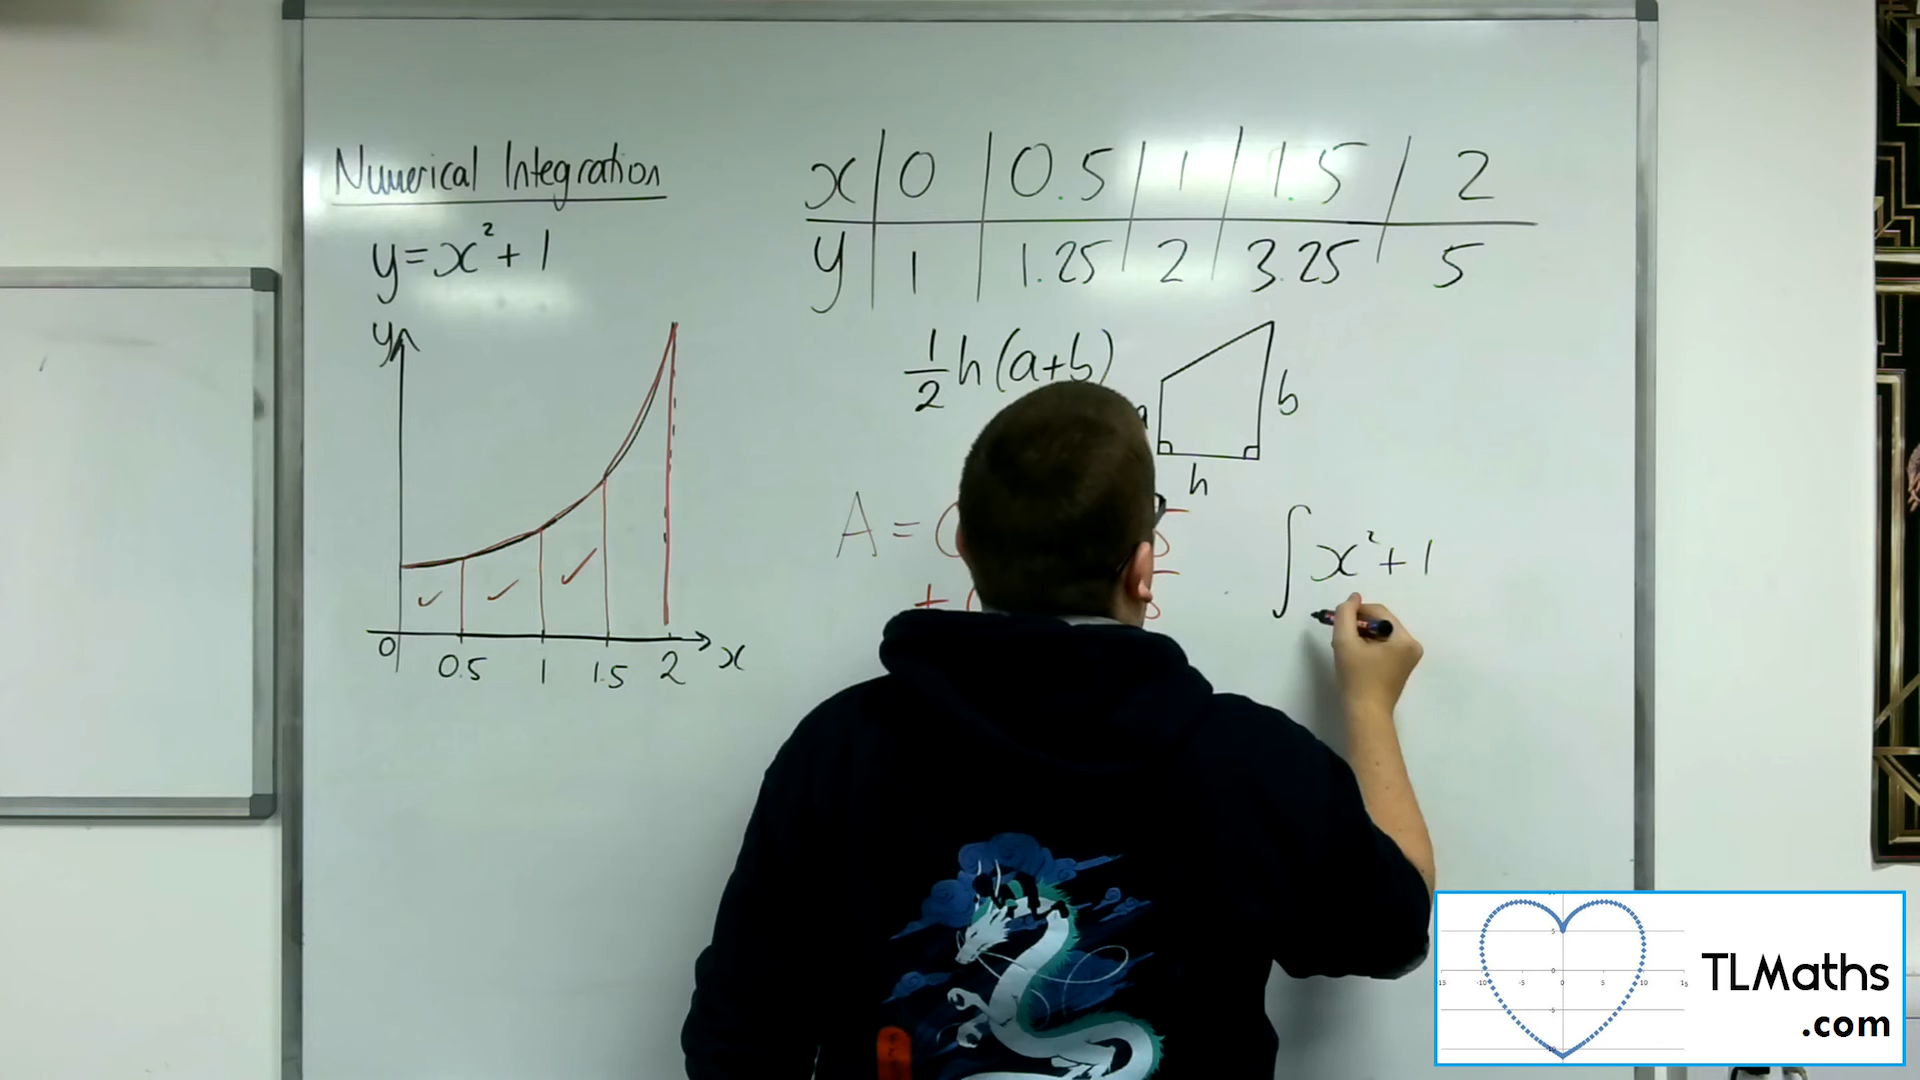 Numerical Integration
y=x²+1
x | 0 | 0.5 | 1 | 1.5 | 2
y | 1 | 1.25 | 2 | 3.25 | 5
y
0 0.5 1 1.5 2 x
½h(a+b)
b
h
A =
+
∫x²+1
TLMaths
.com